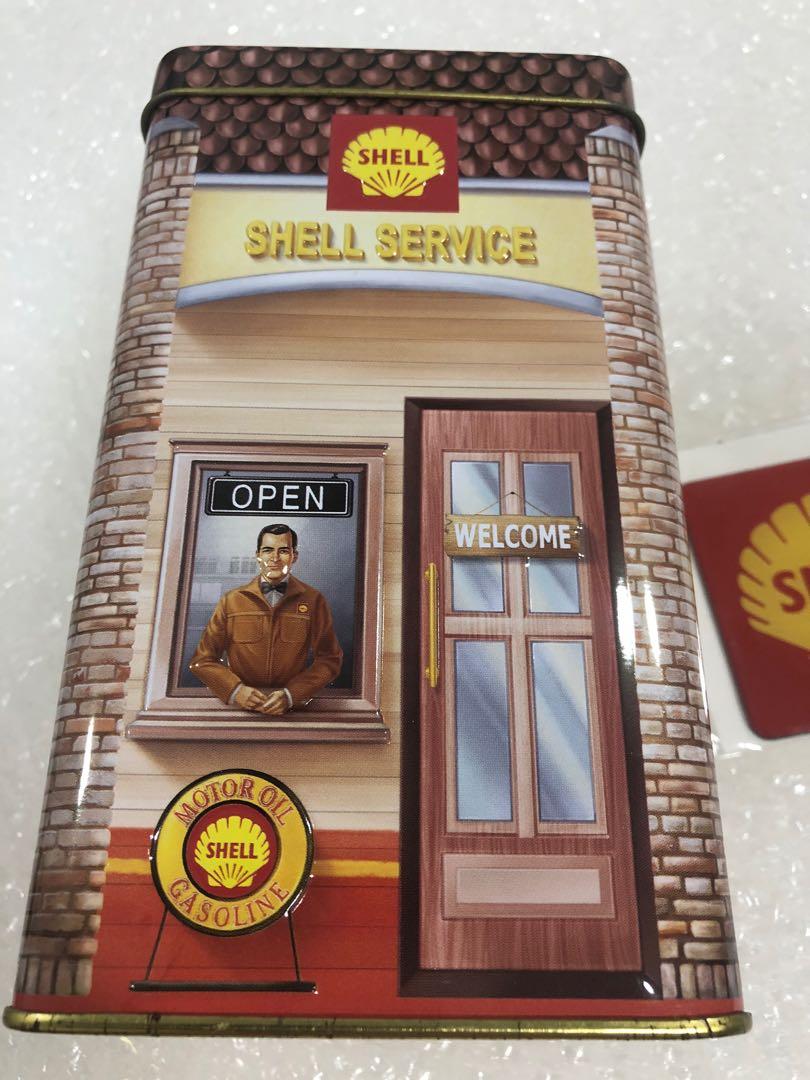 SHELL
SHELL SERVICE
OPEN
WELCOME
MOTOR OIL
SHELL
GASOLINE